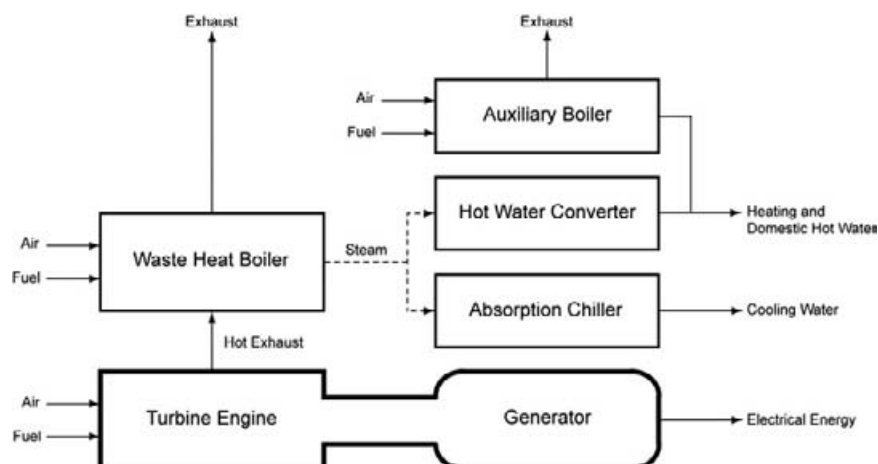 Exhaust
Exhaust
Air
Fuel
Auxiliary Boiler
Hot Water Converter
Heating and
Domestic Hot Water
Air
Fuel
Waste Heat Boiler
Steam
Absorption Chiller
Cooling Water
Hot Exhaust
Air
Fuel
Turbine Engine
Generator
Electrical Energy